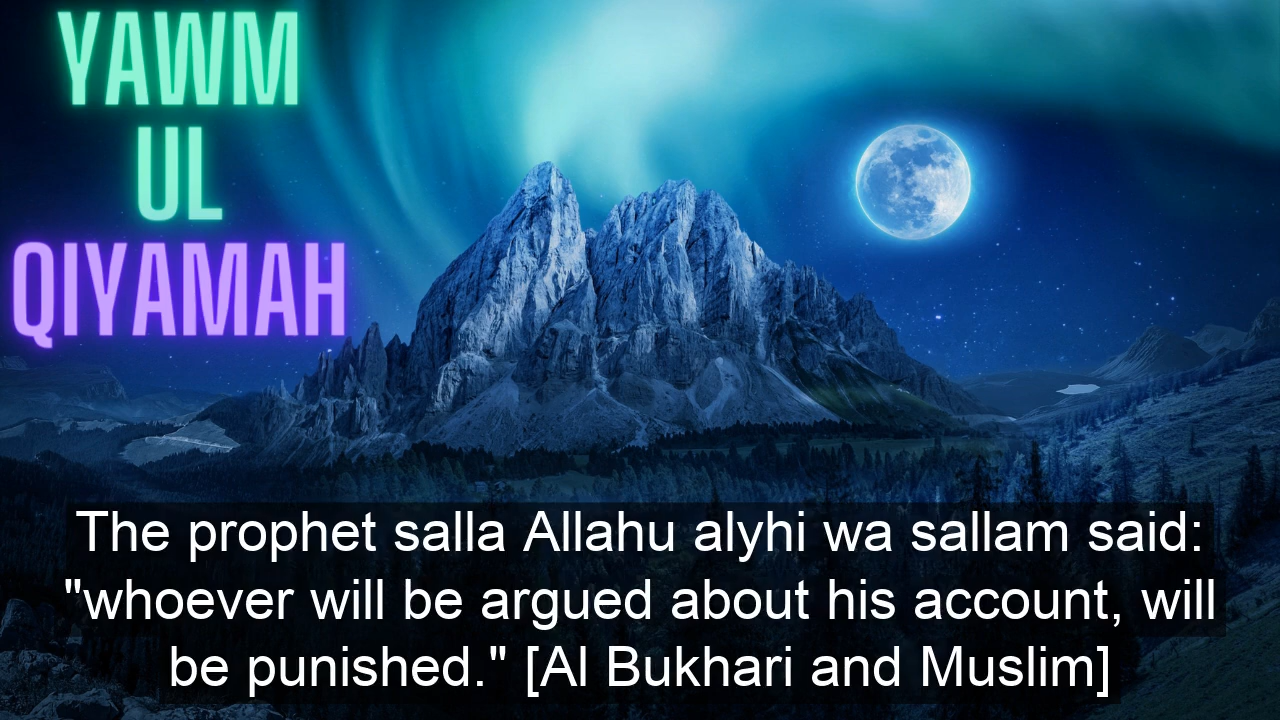 YAWM
UL
QIYAMAH
The prophet salla Allahu alyhi wa sallam said:
"whoever will be argued about his account, will
be punished." [Al Bukhari and Muslim]